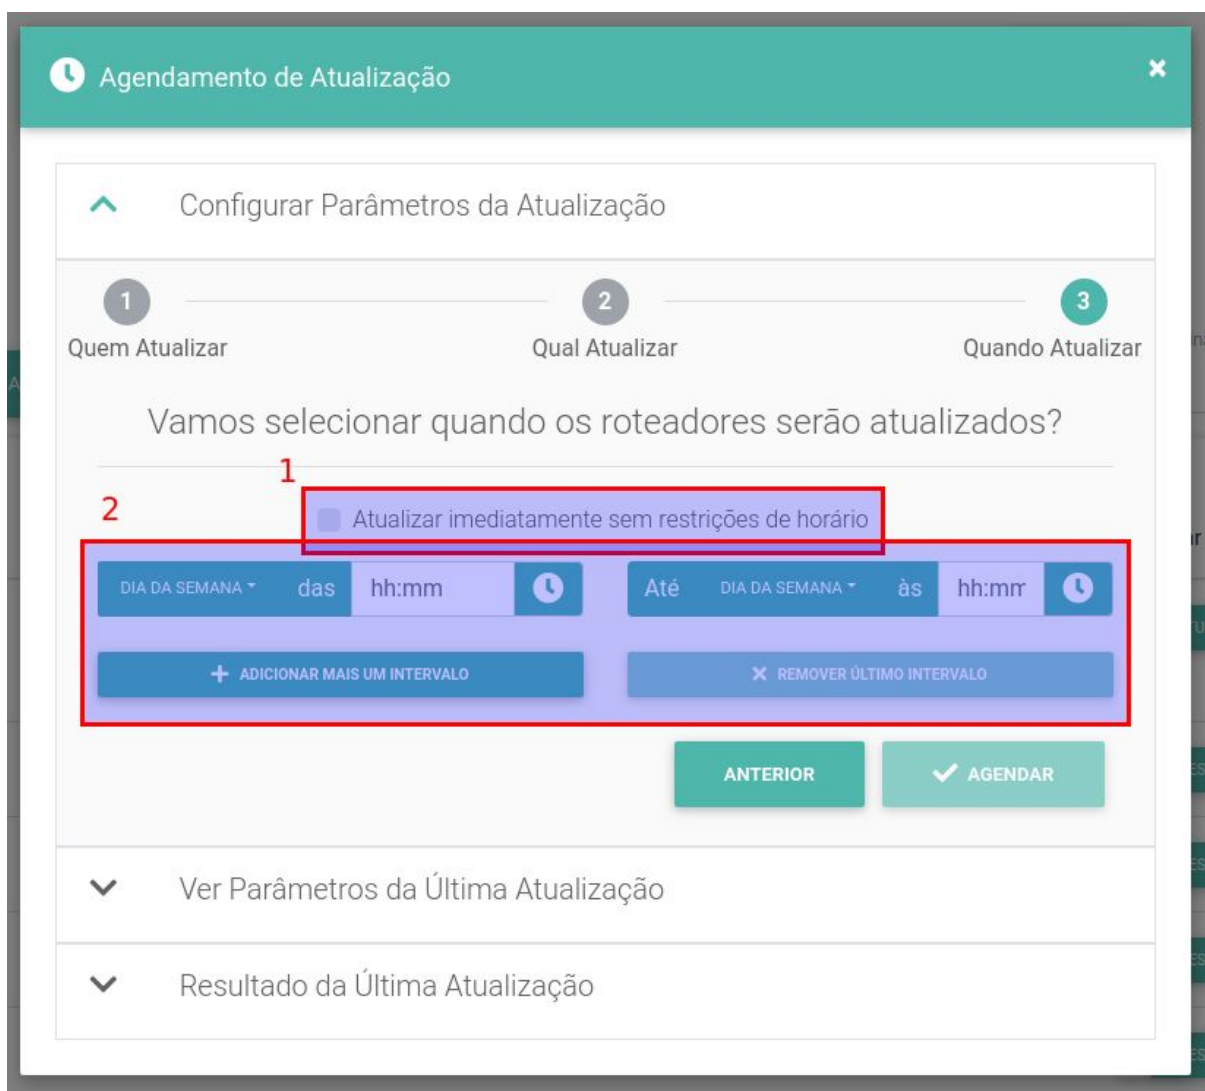 Agendamento de Atualização
Configurar Parâmetros da Atualização
1
2
3
Quem Atualizar
Qual Atualizar
Quando Atualizar
Vamos selecionar quando os roteadores serão atualizados?
1
2
Atualizar imediatamente sem restrições de horário
DIA DA SEMANA das hh:mm
Até DIA DA SEMANA às hh:mm
ADICIONAR MAIS UM INTERVALO
REMOVER ÚLTIMO INTERVALO
ANTERIOR
AGENDAR
Ver Parâmetros da Última Atualização
Resultado da Última Atualização